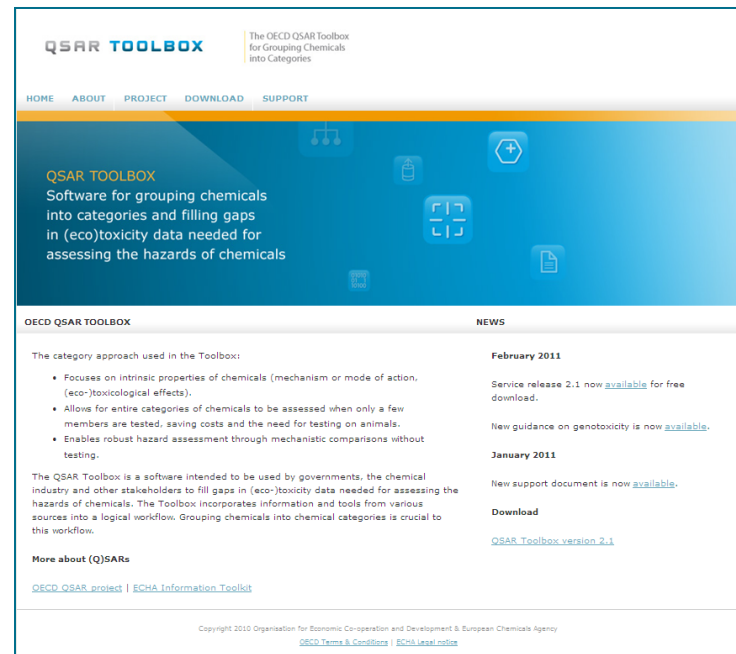 QSAR TOOLBOX
The OECD QSAR Toolbox
for Grouping Chemicals
into Categories
HOME ABOUT PROJECT DOWNLOAD SUPPORT
QSAR TOOLBOX
Software for grouping chemicals
into categories and filling gaps
in (eco)toxicity data needed for
assessing the hazards of chemicals
OECD QSAR TOOLBOX
The category approach used in the Toolbox:
• Focuses on intrinsic properties of chemicals (mechanism or mode of action,
(eco-)toxicological effects).
• Allows for entire categories of chemicals to be assessed when only a few
members are tested, saving costs and the need for testing on animals.
• Enables robust hazard assessment through mechanistic comparisons without
testing.
The QSAR Toolbox is a software intended to be used by governments, the chemical
industry and other stakeholders to fill gaps in (eco-)toxicity data needed for assessing the
hazards of chemicals. The Toolbox incorporates information and tools from various
sources into a logical workflow. Grouping chemicals into chemical categories is crucial to
this workflow.
More about (Q)SARs
OECD QSAR project | ECHA Information Toolkit
NEWS
February 2011
Service release 2.1 now available for free
download.
New guidance on genotoxicity is now available.
January 2011
New support document is now available.
Download
QSAR Toolbox version 2.1
Copyright 2010 Organisation for Economic Co-operation and Development & European Chemicals Agency
OECD Terms & Conditions | ECHA Legal notice